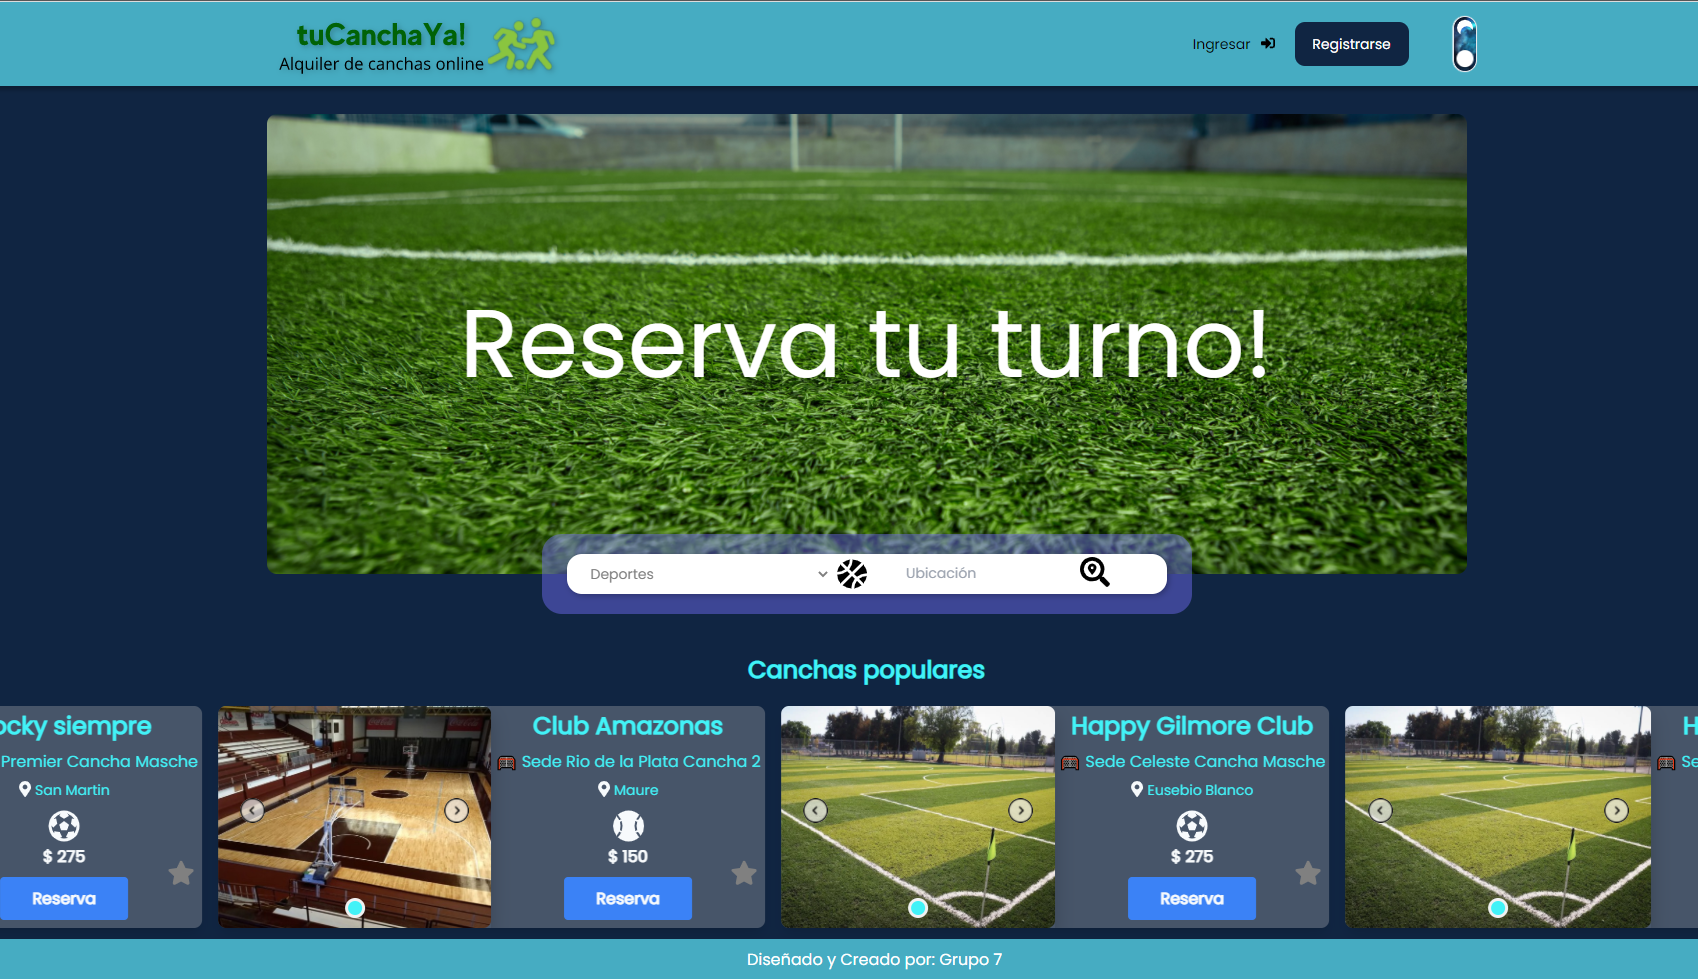 tuCanchaYa!
Alquiler de canchas online
Ingresar
Registrarse
Reserva tu turno!
Deportes
Ubicación
Canchas populares
ocky siempre
Premier Cancha Masche
San Martin
$ 275
Reserva
Club Amazonas
Sede Rio de la Plata Cancha 2
Maure
$ 150
Reserva
Happy Gilmore Club
Sede Celeste Cancha Masche
Eusebio Blanco
$ 275
Reserva
H
Se
Diseñado y Creado por: Grupo 7